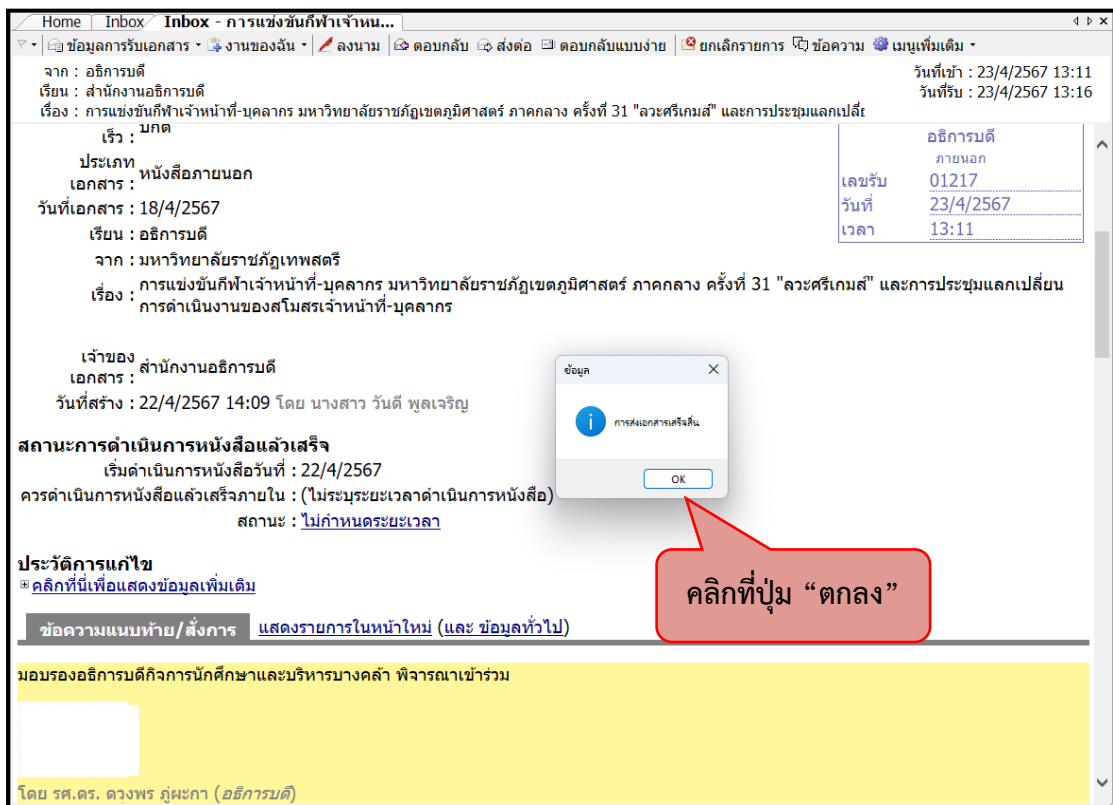 Home Inbox Inbox - การแข่งขันกีฬาเจ้าหน...
ข้อมูลการรับเอกสาร งานของฉัน ลงนาม ตอบกลับ ส่งต่อ ตอบกลับแบบง่าย ยกเลิกรายการ ข้อความ เมนูเพิ่มเติม
จาก : อธิการบดี วันที่เข้า : 23/4/2567 13:11
เรียน : สำนักงานอธิการบดี วันที่รับ : 23/4/2567 13:16
เรื่อง : การแข่งขันกีฬาเจ้าหน้าที่-บุคลากร มหาวิทยาลัยราชภัฏเขตภูมิศาสตร์ ภาคกลาง ครั้งที่ 31 "ลวะศรีเกมส์" และการประชุมแลกเปลี่ย
เร็ว : ปกติ
ประเภท
เอกสาร : หนังสือภายนอก
วันที่เอกสาร : 18/4/2567
เรียน : อธิการบดี
จาก : มหาวิทยาลัยราชภัฏเทพสตรี
เรื่อง : การแข่งขันกีฬาเจ้าหน้าที่-บุคลากร มหาวิทยาลัยราชภัฏเขตภูมิศาสตร์ ภาคกลาง ครั้งที่ 31 "ลวะศรีเกมส์" และการประชุมแลกเปลี่ยน
การดำเนินงานของสโมสรเจ้าหน้าที่-บุคลากร
อธิการบดี
ภายนอก
เลขรับ 01217
วันที่ 23/4/2567
เวลา 13:11
เจ้าของ
เอกสาร : สำนักงานอธิการบดี
วันที่สร้าง : 22/4/2567 14:09 โดย นางสาว วันดี พูลเจริญ
ข้อมูล
การส่งเอกสารเสร็จสิ้น
OK
สถานะการดำเนินการหนังสือแล้วเสร็จ
เริ่มดำเนินการหนังสือวันที่ : 22/4/2567
ควรดำเนินการหนังสือแล้วเสร็จภายใน : (ไม่ระบุระยะเวลาดำเนินการหนังสือ)
สถานะ : ไม่กำหนดระยะเวลา
คลิกที่ปุ่ม “ตกลง”
ประวัติการแก้ไข
คลิกที่นี่เพื่อแสดงข้อมูลเพิ่มเติม
ข้อความแนบท้าย/สั่งการ แสดงรายการในหน้าใหม่ (และ ข้อมูลทั่วไป)
มอบรองอธิการบดีกิจการนักศึกษาและบริหารบางคล้า พิจารณาเข้าร่วม
โดย รศ.ดร. ดวงพร ภู่ผะกา (อธิการบดี)